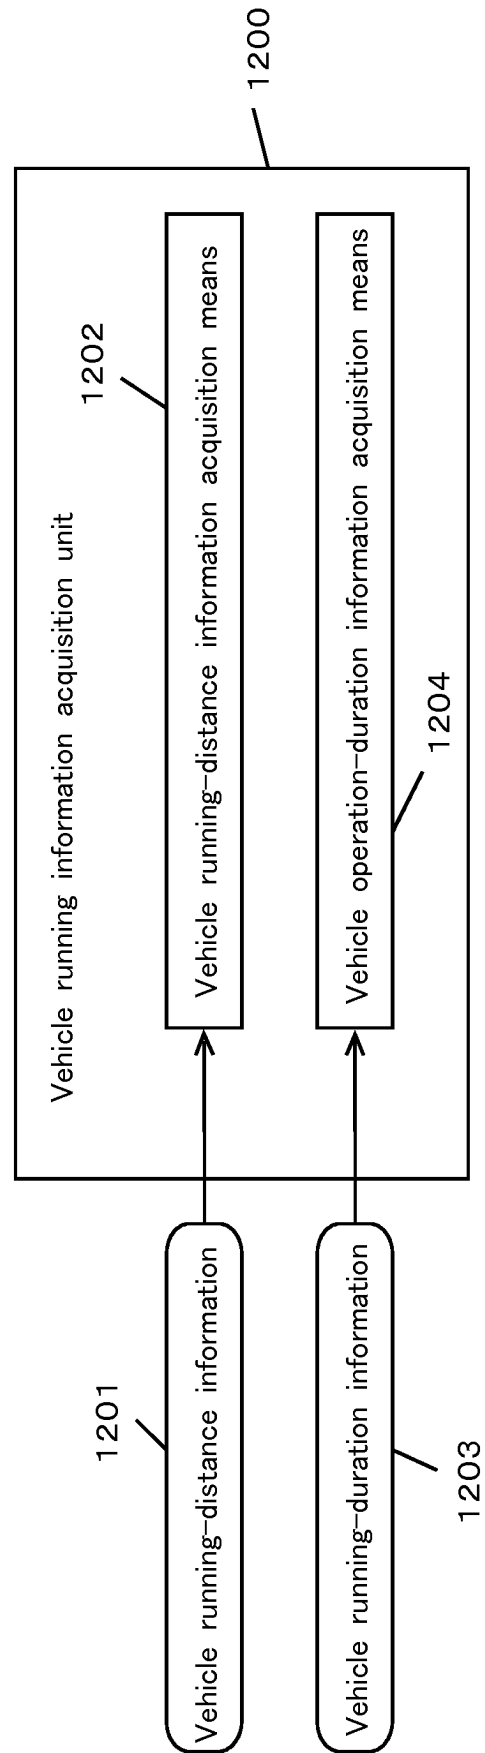 1200
Vehicle running information acquisition unit
1201
1202
Vehicle running-distance information
Vehicle running-distance information acquisition means
Vehicle running-duration information
Vehicle operation-duration information acquisition means
1203
1204